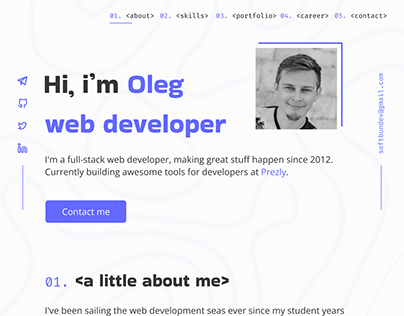 01. <about> 02. <skills> 03. <portfolio> 04. <career> 05. <contact>
Hi, i'm Oleg
web developer
softbundev@gmail.com
I'm a full-stack web developer, making great stuff happen since 2012.
Currently building awesome tools for developers at Prezly.
Contact me
01. <a little about me>
I've been sailing the web development seas ever since my student years